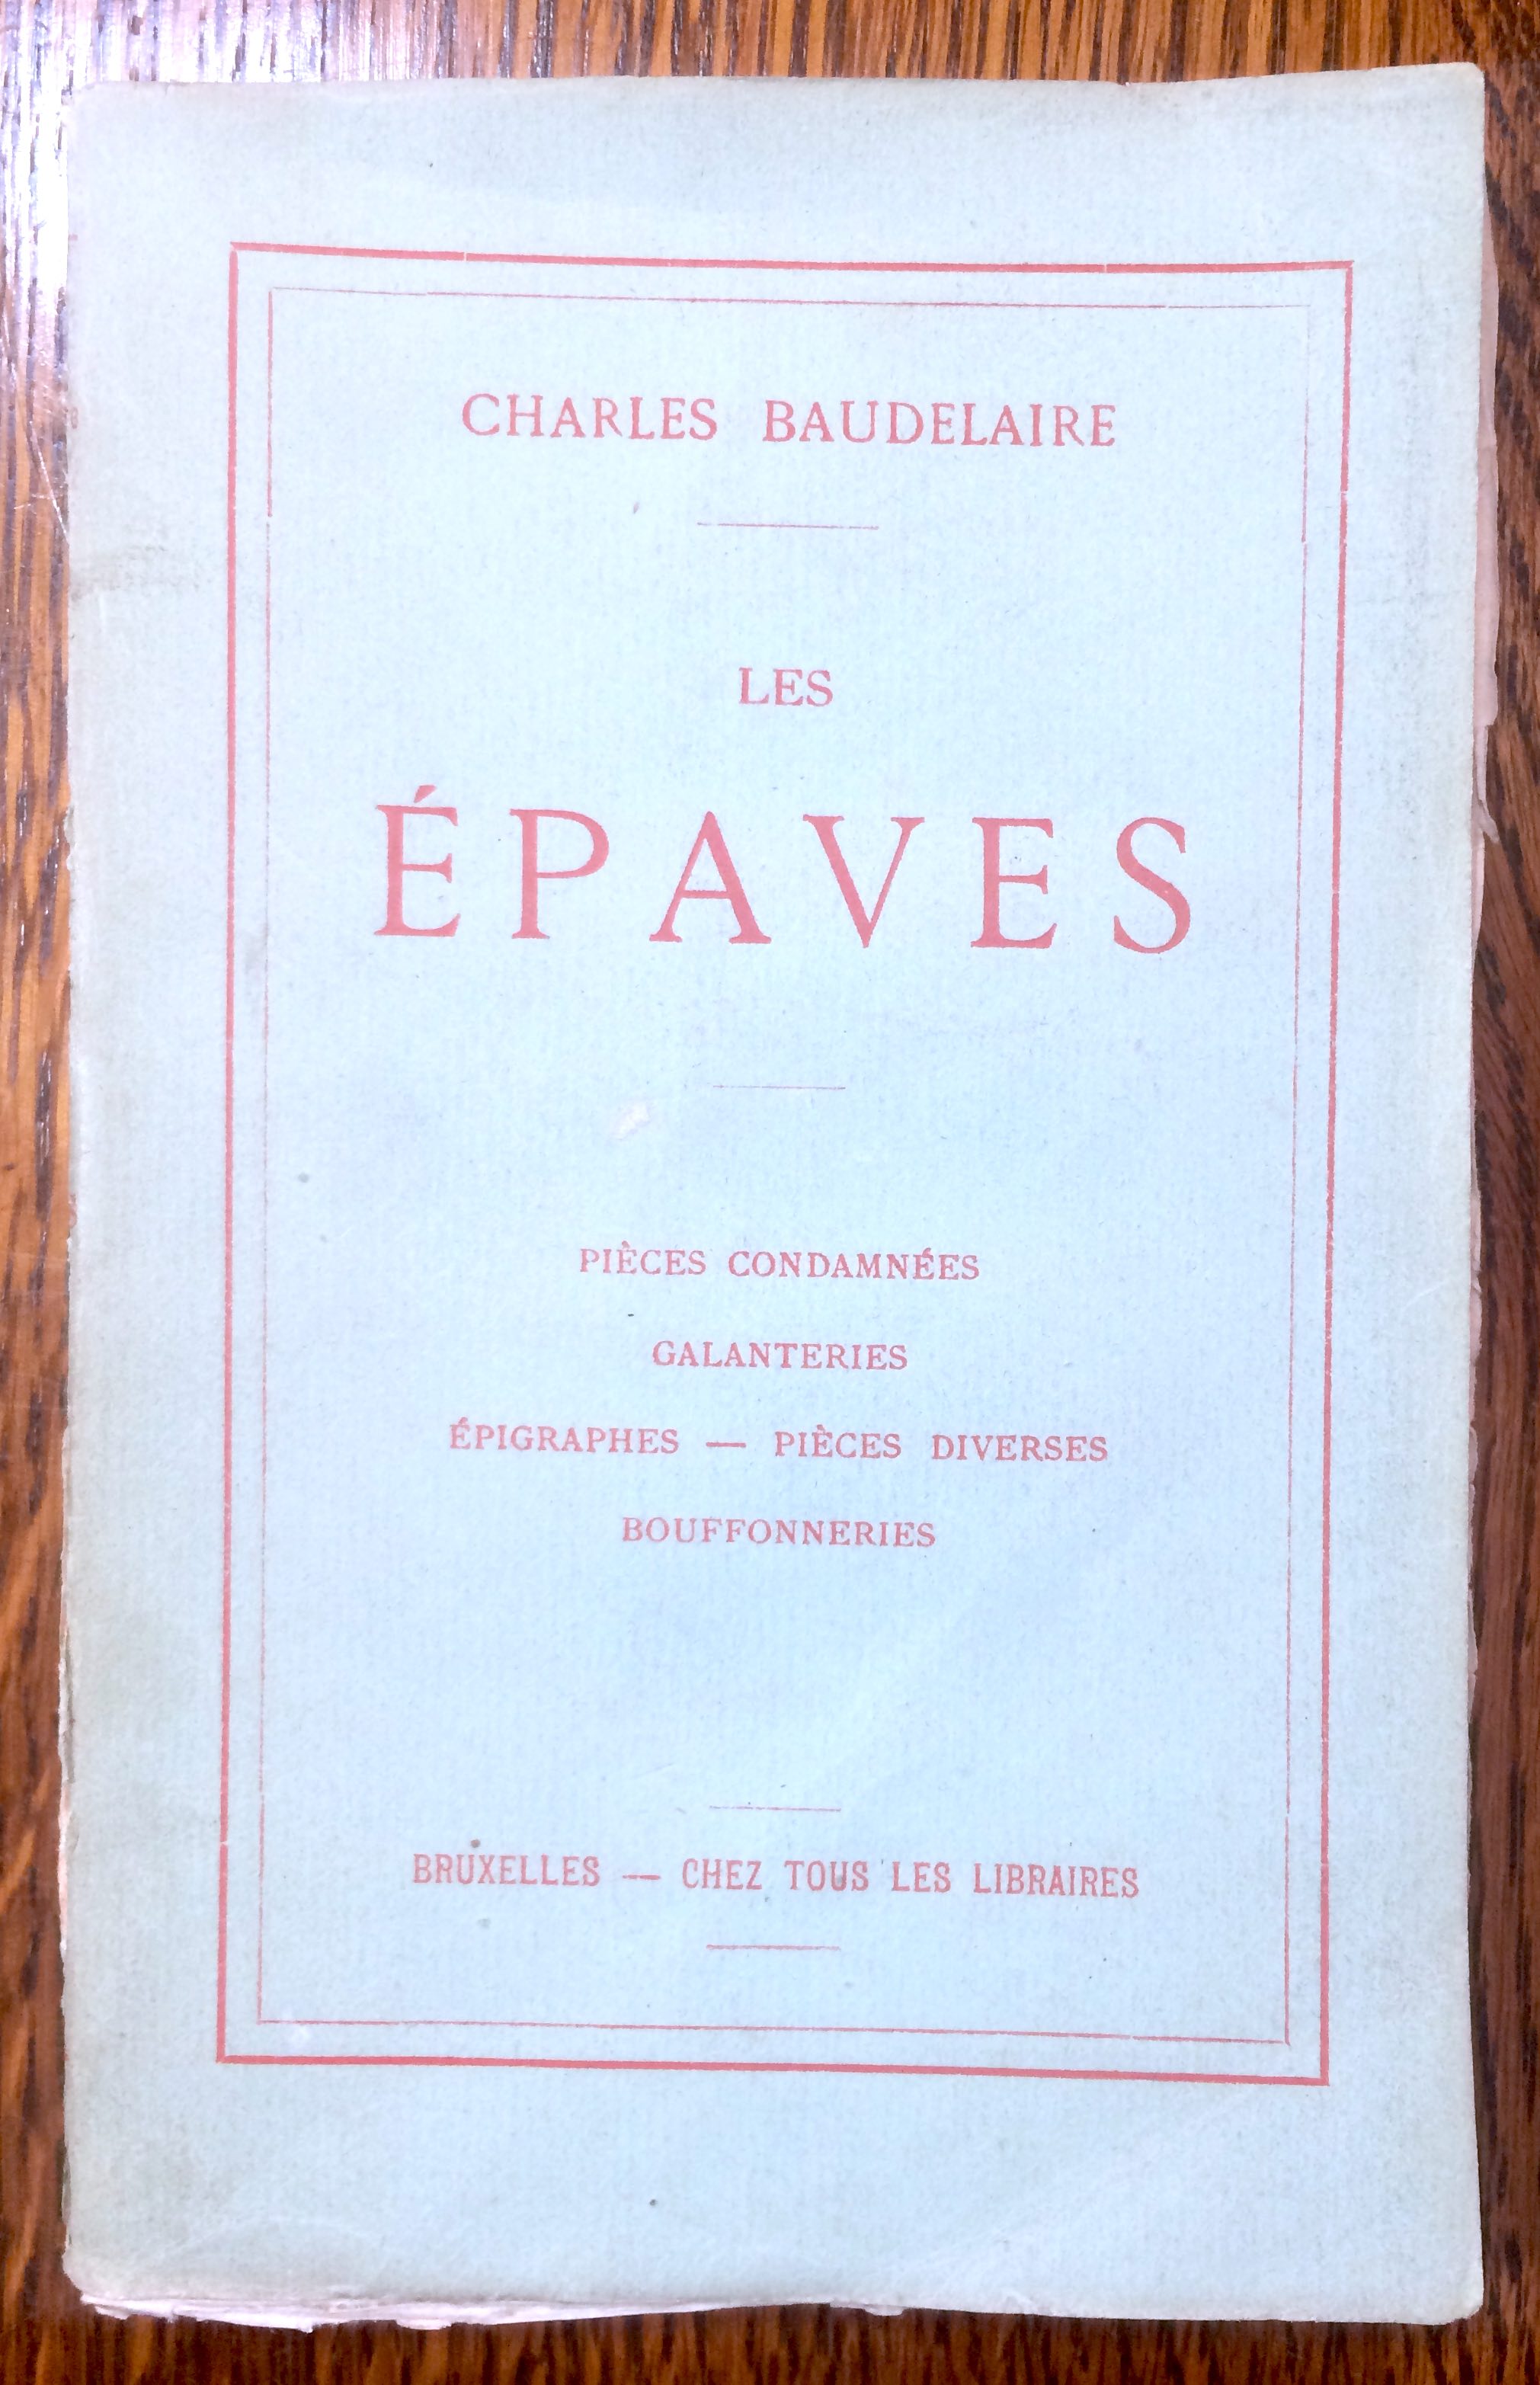 CHARLES BAUDELAIRE
LES
ÉPAVES
PIÈCES CONDAMNÉES
GALANTERIES
ÉPIGRAPHES — PIÈCES DIVERSES
BOUFFONNERIES
BRUXELLES — CHEZ TOUS LES LIBRAIRES